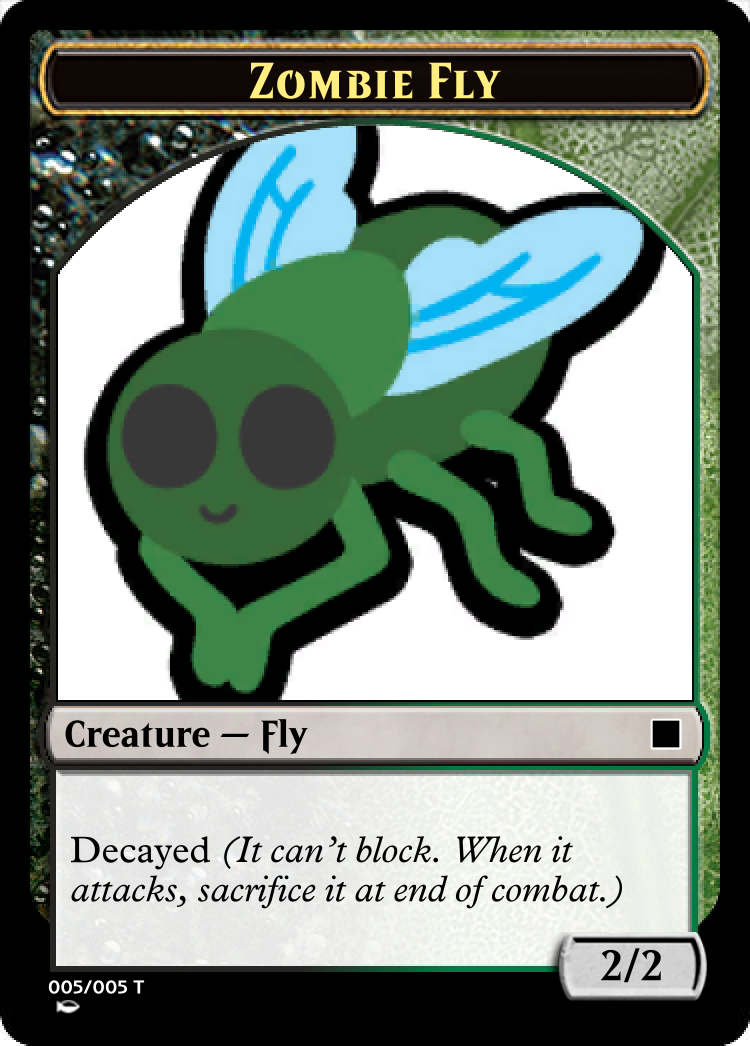 Zombie Fly
Creature — Fly
Decayed (It can't block. When it
attacks, sacrifice it at end of combat.)
2/2
005/005 T